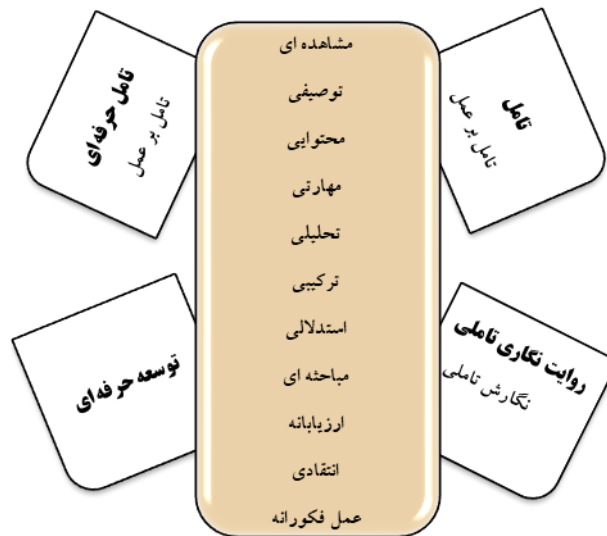 تامل
تامل بر عمل
روایت نگاری تاملی
نگارش تاملی
مشاهده ای
توصیفی
محتوایی
مهارتی
تحلیلی
ترکیبی
استدلالی
مباحثه ای
ارزیابانه
انتقادی
عمل فکورانه
تامل حرفه‌ای
تامل بر عمل
توسعه حرفه‌ای